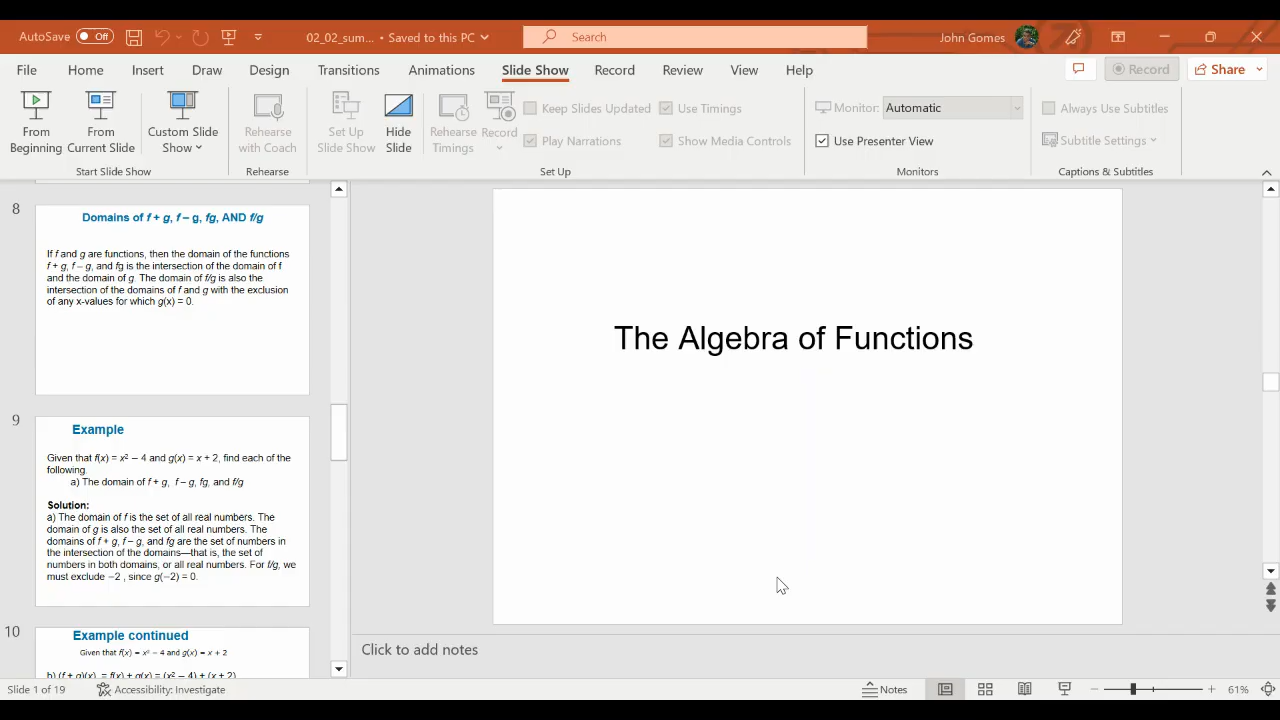 AutoSave Off 02_02_sum... • Saved to this PC Search John Gomes
File Home Insert Draw Design Transitions Animations Slide Show Record Review View Help Record Share
From Beginning
From Current Slide
Custom Slide Show
Start Slide Show
Rehearse with Coach
Rehearse
Set Up Slide Show
Hide Slide
Rehearse Timings
Record
Keep Slides Updated
Play Narrations
Use Timings
Show Media Controls
Set Up
Monitor: Automatic
Use Presenter View
Monitors
Always Use Subtitles
Subtitle Settings
Captions & Subtitles
8
Domains of f + g, f – g, fg, AND f/g
If f and g are functions, then the domain of the functions
f + g, f – g, and fg is the intersection of the domain of f
and the domain of g. The domain of f/g is also the
intersection of the domains of f and g with the exclusion
of any x-values for which g(x) = 0.
9
Example
Given that f(x) = x² – 4 and g(x) = x + 2, find each of the
following.
a) The domain of f + g, f – g, fg, and f/g
Solution:
a) The domain of f is the set of all real numbers. The
domain of g is also the set of all real numbers. The
domains of f + g, f – g, and fg are the set of numbers in
the intersection of the domains—that is, the set of
numbers in both domains, or all real numbers. For f/g, we
must exclude –2 , since g(–2) = 0.
10
Example continued
Given that f(x) = x² – 4 and g(x) = x + 2
b) (f + g)(x) = f(x) + g(x) = (x² – 4) + (x + 2)
The Algebra of Functions
Click to add notes
Slide 1 of 19 Accessibility: Investigate Notes 61%